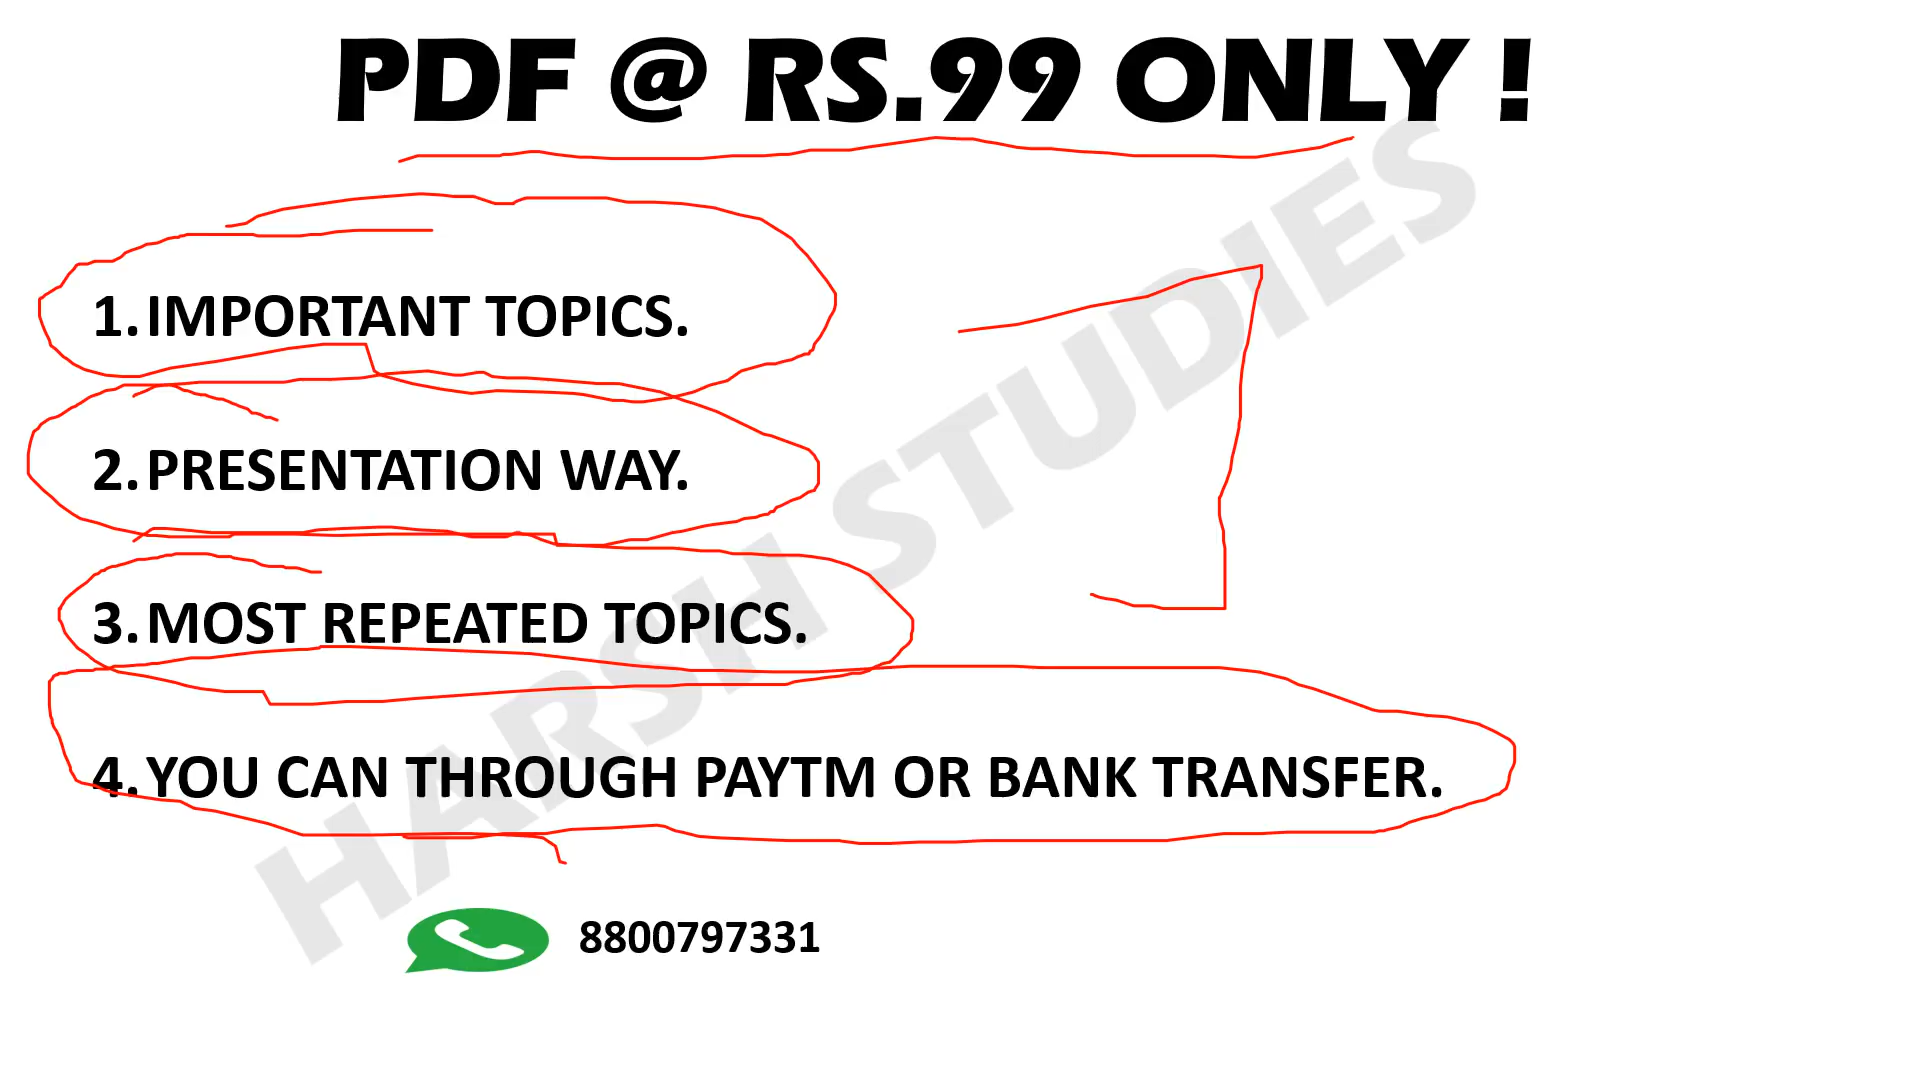 PDF @ RS.99 ONLY !
1. IMPORTANT TOPICS.
2. PRESENTATION WAY.
3. MOST REPEATED TOPICS.
4. YOU CAN THROUGH PAYTM OR BANK TRANSFER.
8800797331
HARSH STUDIES